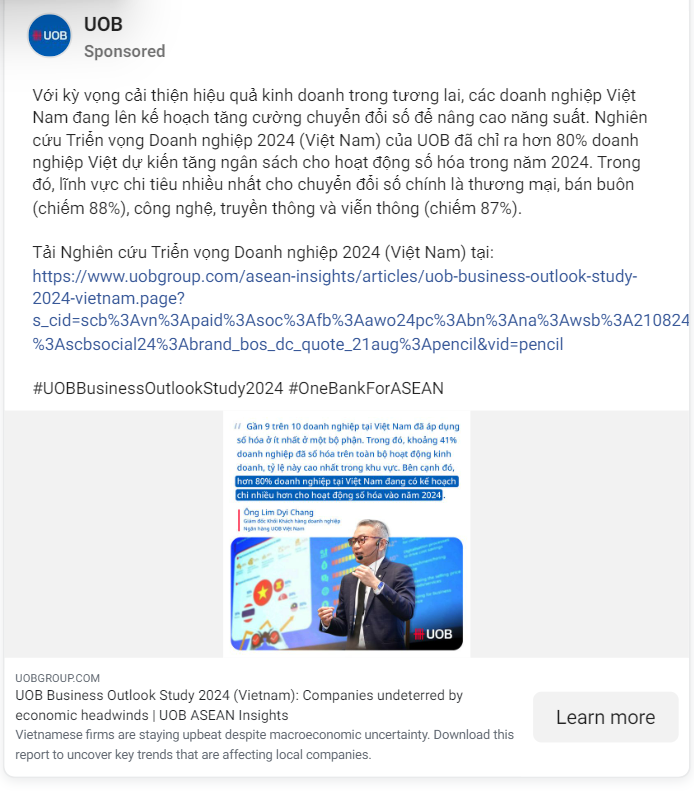 UOB
UOB
Sponsored
Với kỳ vọng cải thiện hiệu quả kinh doanh trong tương lai, các doanh nghiệp Việt
Nam đang lên kế hoạch tăng cường chuyển đổi số để nâng cao năng suất. Nghiên
cứu Triển vọng Doanh nghiệp 2024 (Việt Nam) của UOB đã chỉ ra hơn 80% doanh
nghiệp Việt dự kiến tăng ngân sách cho hoạt động số hóa trong năm 2024. Trong
đó, lĩnh vực chi tiêu nhiều nhất cho chuyển đổi số chính là thương mại, bán buôn
(chiếm 88%), công nghệ, truyền thông và viễn thông (chiếm 87%).
Tải Nghiên cứu Triển vọng Doanh nghiệp 2024 (Việt Nam) tại:
https://www.uobgroup.com/asean-insights/articles/uob-business-outlook-study-
2024-vietnam.page?
s_cid=scb%3Avn%3Apaid%3Asoc%3Afb%3Aawo24pc%3Abn%3Ana%3Awsb%3A210824
%3Ascbsocial24%3Abrand_bos_dc_quote_21aug%3Apencil&vid=pencil
#UOBBusinessOutlookStudy2024 #OneBankForASEAN
" Gần 9 trên 10 doanh nghiệp tại Việt Nam đã áp dụng
số hóa ở ít nhất ở một bộ phận. Trong đó, khoảng 41%
doanh nghiệp đã số hóa trên toàn bộ hoạt động kinh
doanh, tỷ lệ này cao nhất trong khu vực. Bên cạnh đó,
hơn 80% doanh nghiệp tại Việt Nam đang có kế hoạch
chi nhiều hơn cho hoạt động số hóa vào năm 2024.
Ông Lim Dyi Chang
Giám đốc Khối Khách hàng doanh nghiệp
Ngân hàng UOB Việt Nam
UOB
UOBGROUP.COM
UOB Business Outlook Study 2024 (Vietnam): Companies undeterred by
economic headwinds | UOB ASEAN Insights
Vietnamese firms are staying upbeat despite macroeconomic uncertainty. Download this
report to uncover key trends that are affecting local companies.
Learn more